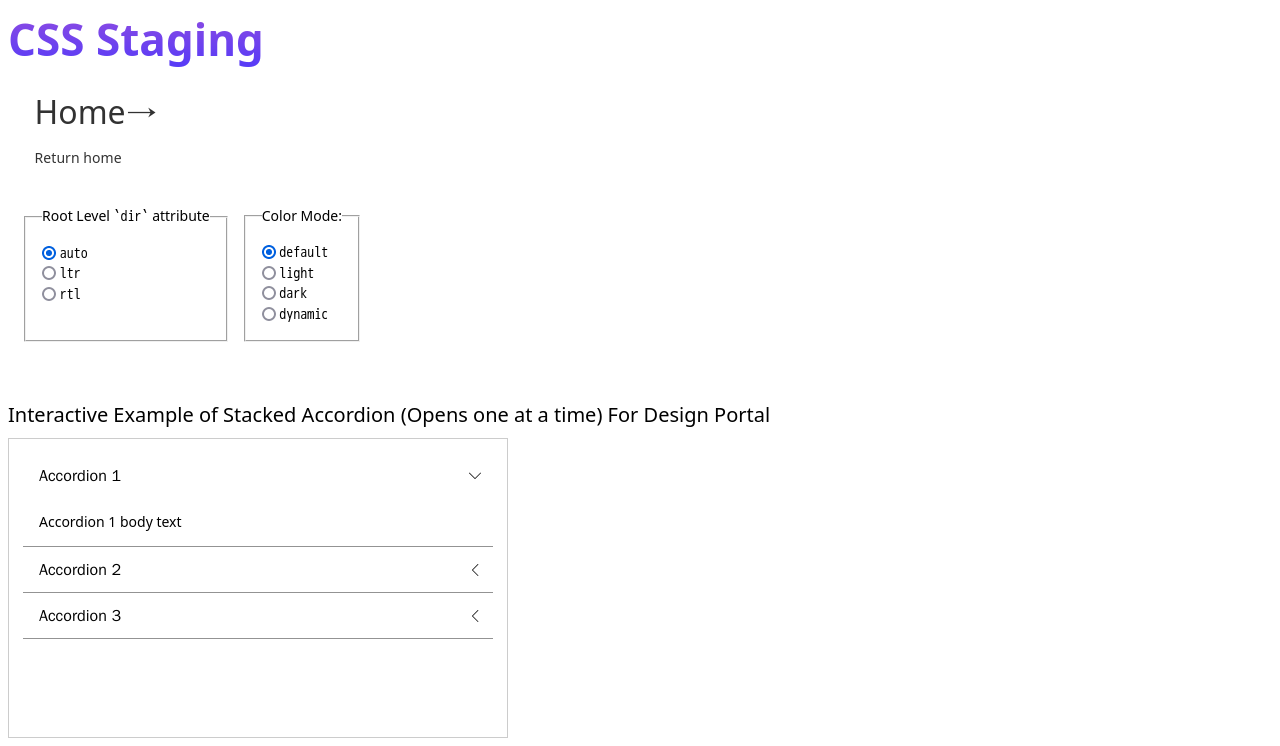 CSS Staging
Home→
Return home
Root Level `dir` attribute
auto
ltr
rtl
Color Mode:
default
light
dark
dynamic
Interactive Example of Stacked Accordion (Opens one at a time) For Design Portal
Accordion 1
Accordion 1 body text
Accordion 2
Accordion 3